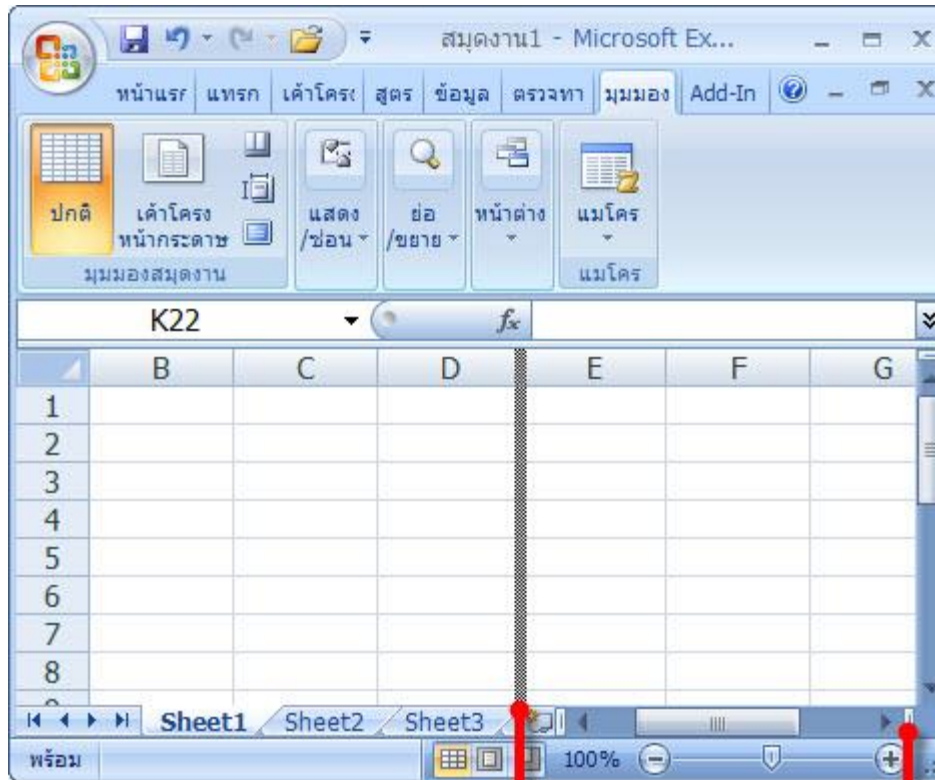 สมุดงาน1 - Microsoft Ex...
หน้าแรก แทรก เค้าโครง สูตร ข้อมูล ตรวจทา มุมมอง Add-In
ปกติ
เค้าโครง
หน้ากระดาษ
แสดง
/ซ่อน
ย่อ
/ขยาย
หน้าต่าง
แมโคร
มุมมองสมุดงาน
แมโคร
K22 fx
B C D E F G
1
2
3
4
5
6
7
8
Sheet1 Sheet2 Sheet3
พร้อม 100%